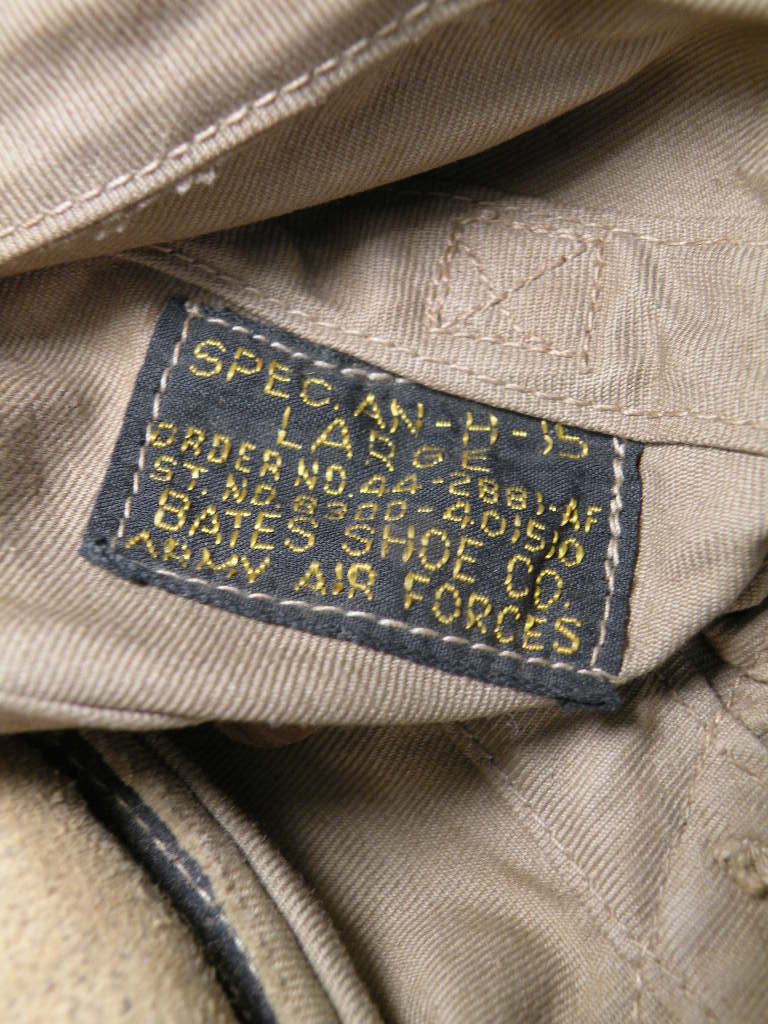 SPEC. AN-H-15
LARGE
ORDER NO. 44-2881-AF
ST. NO. 8300-401510
BATES SHOE CO.
ARMY AIR FORCES